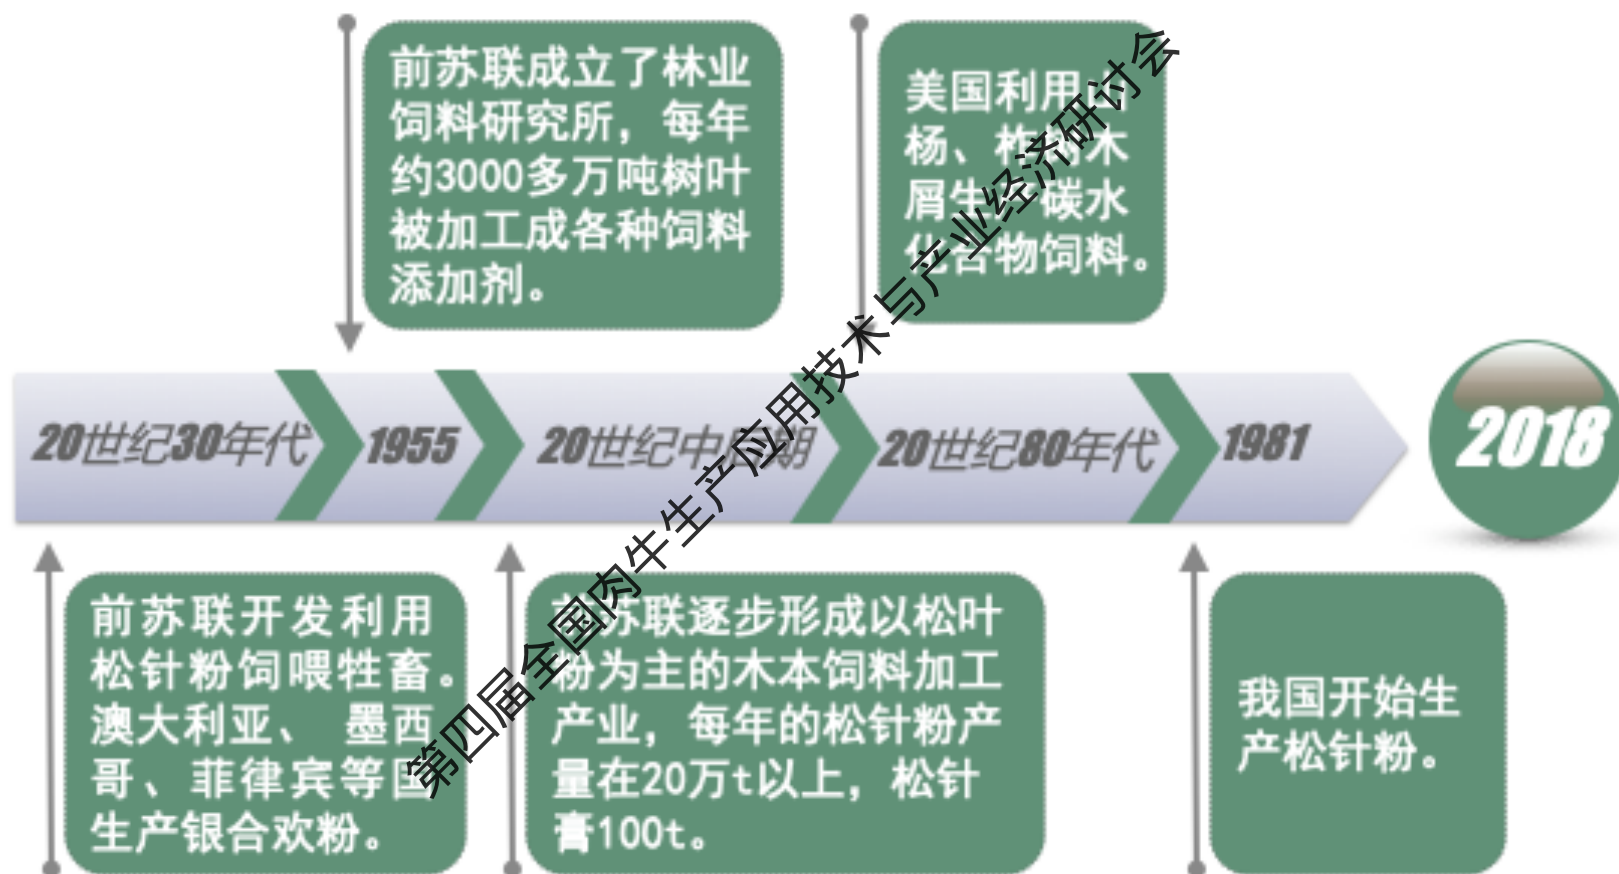 前苏联成立了林业
饲料研究所，每年
约3000多万吨树叶
被加工成各种饲料
添加剂。
美国利用
杨、柞树木
屑生 碳水
化合物饲料。
20世纪30年代
1955
20世纪中后期
20世纪80年代
1981
2018
前苏联开发利用
松针粉饲喂牲畜。
澳大利亚、 墨西
哥、菲律宾等国
生产银合欢粉。
苏联逐步形成以松叶
粉为主的木本饲料加工
产业，每年的松针粉产
量在20万t以上，松针
膏100t。
我国开始生
产松针粉。
第四届全国肉牛生产应用技术与产业经济研讨会